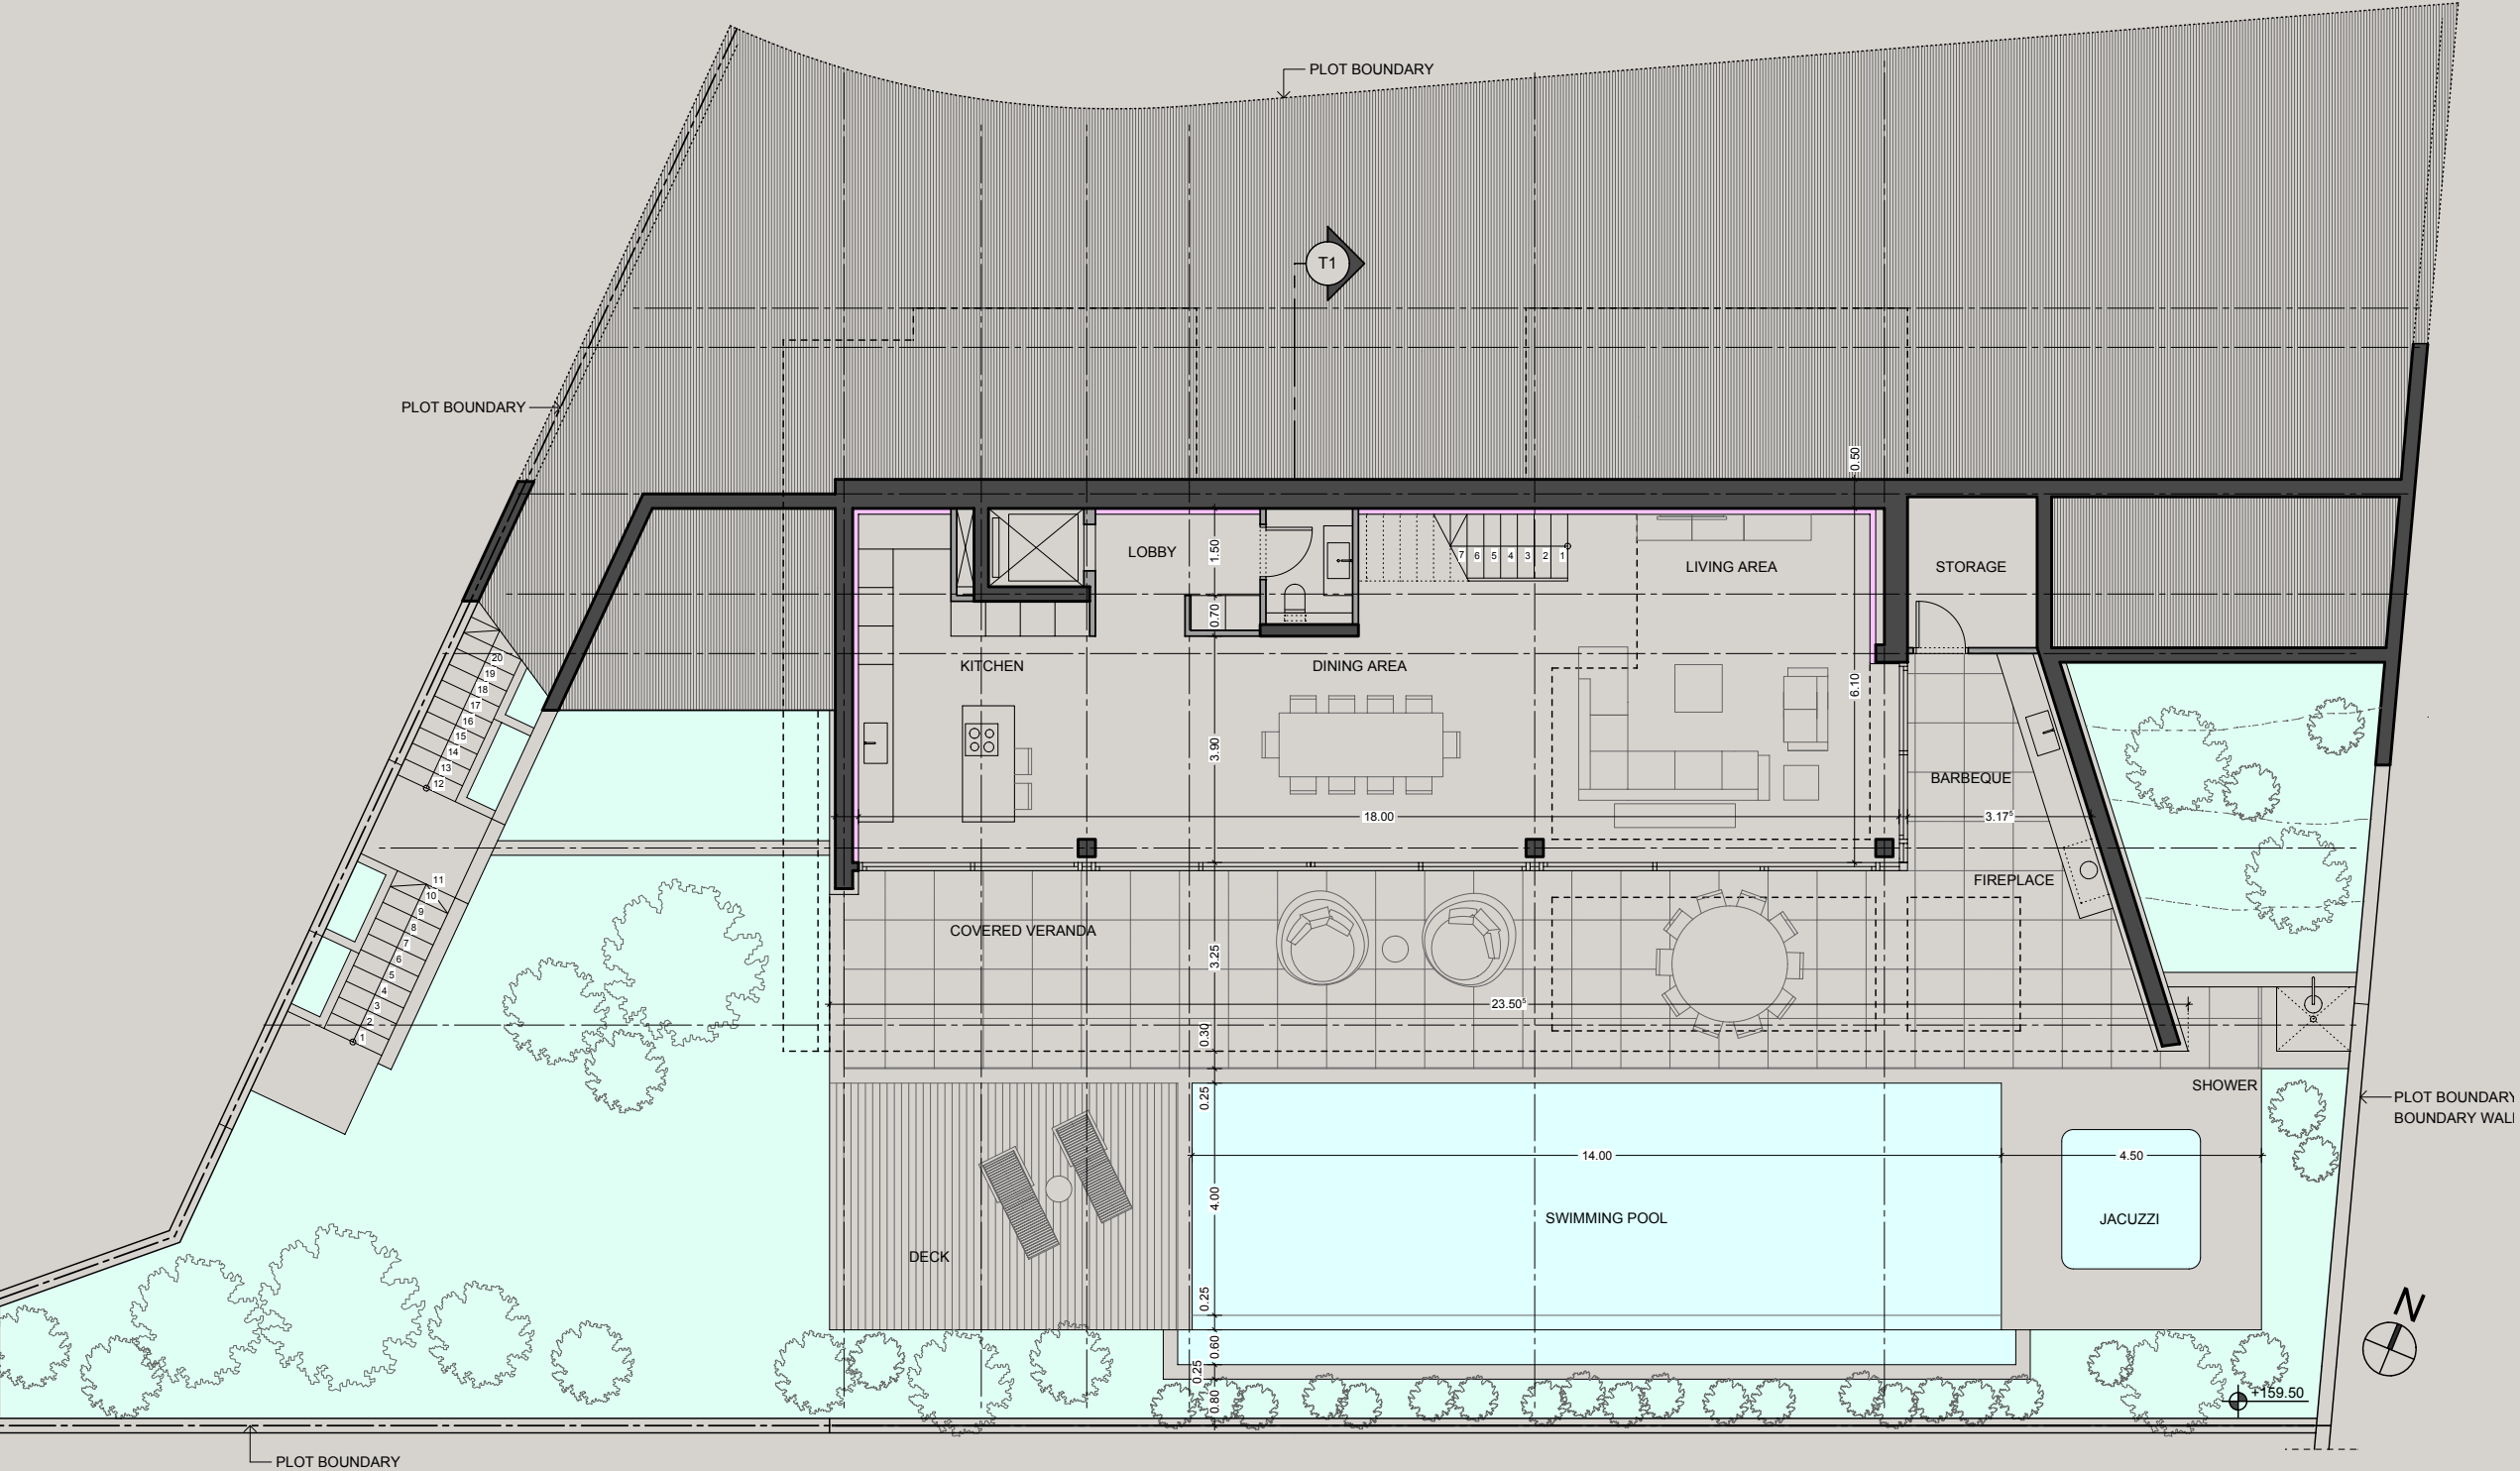 PLOT BOUNDARY
T1
PLOT BOUNDARY
0.50
LOBBY
1.50
7 6 5 4 3 2 1
LIVING AREA
STORAGE
0.70
KITCHEN
DINING AREA
6.10
20
19
18
17
16
15
14
13
12
3.90
BARBEQUE
18.00
3.17⁵
11
10
9
8
7
6
5
4
3
2
1
FIREPLACE
COVERED VERANDA
3.25
23.50⁵
0.30
SHOWER
0.25
PLOT BOUNDARY
BOUNDARY WAL
14.00
4.50
4.00
SWIMMING POOL
JACUZZI
DECK
0.25
N
0.60
0.25
0.80
+159.50
PLOT BOUNDARY